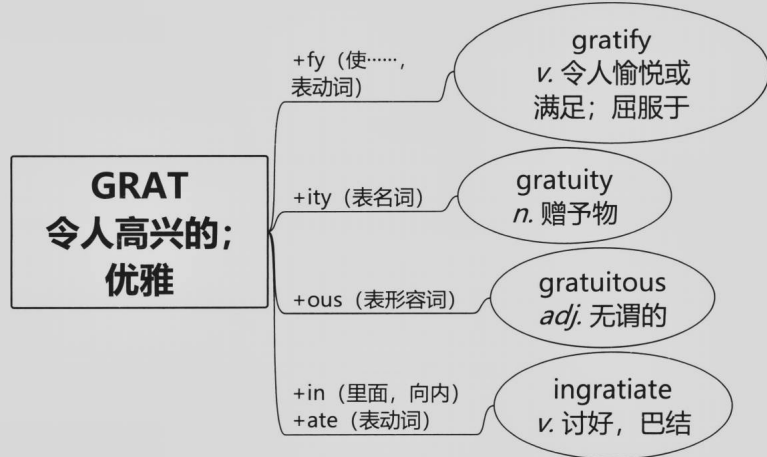 GRAT
令人高兴的；
优雅
+fy（使……，
表动词）
gratify
v. 令人愉悦或
满足；屈服于
+ity（表名词）
gratuity
n. 赠予物
+ous（表形容词）
gratuitous
adj. 无谓的
+in（里面，向内）
+ate（表动词）
ingratiate
v. 讨好，巴结